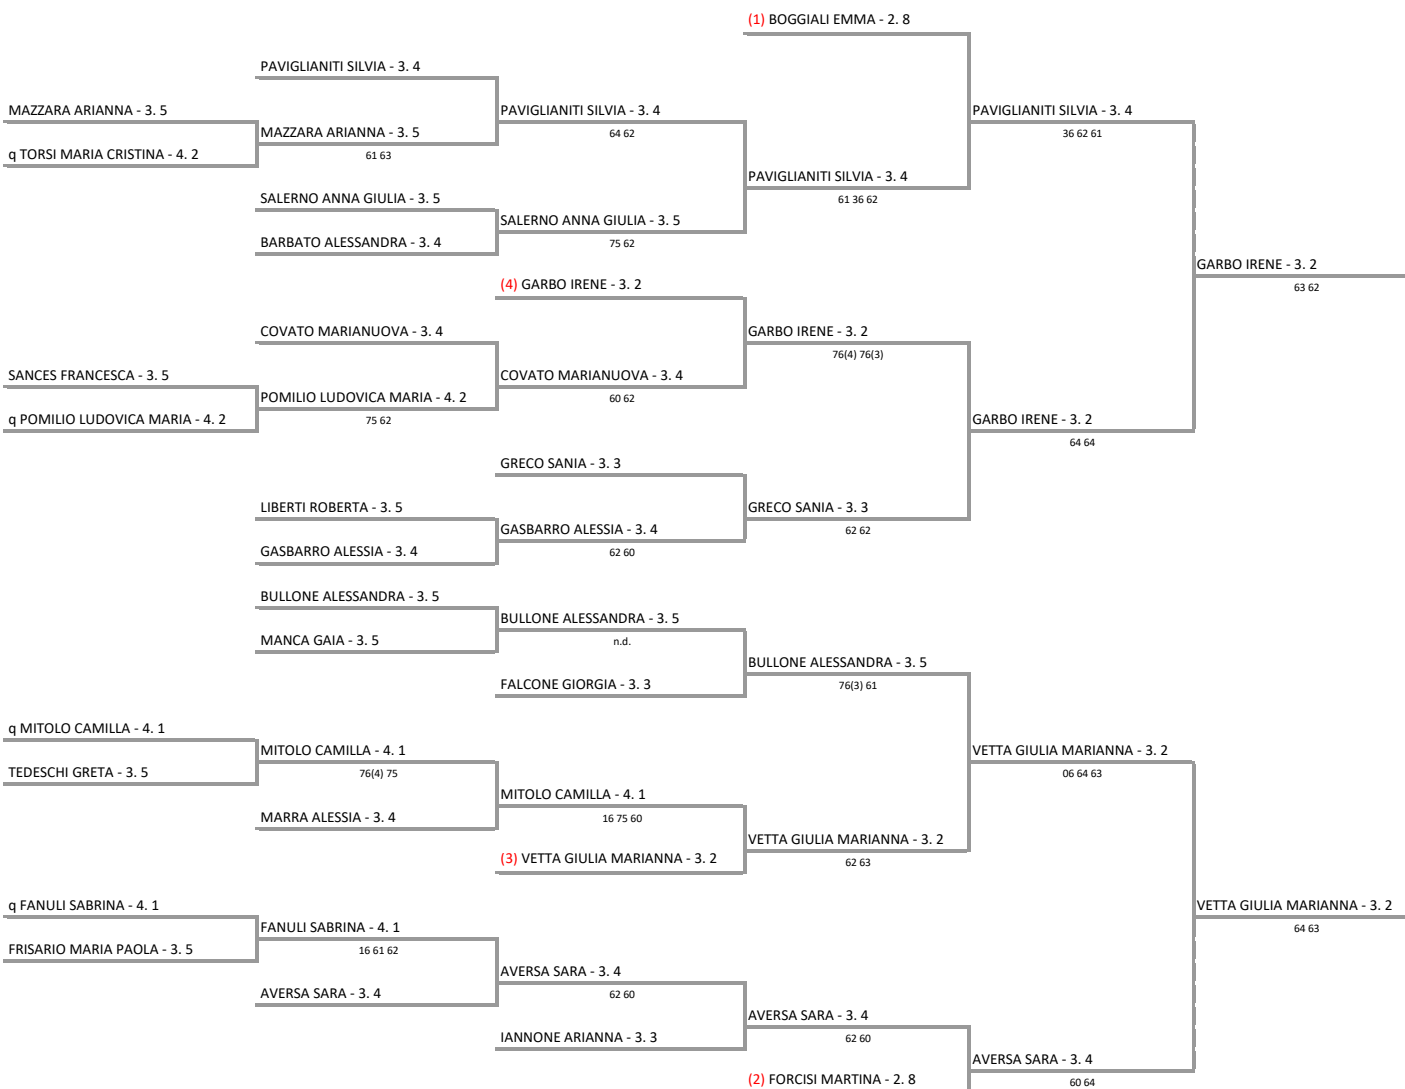 (1) BOGGIALI EMMA - 2. 8
PAVIGLIANITI SILVIA - 3. 4
MAZZARA ARIANNA - 3. 5
PAVIGLIANITI SILVIA - 3. 4
PAVIGLIANITI SILVIA - 3. 4
MAZZARA ARIANNA - 3. 5
64 62
36 62 61
q TORSI MARIA CRISTINA - 4. 2
61 63
PAVIGLIANITI SILVIA - 3. 4
61 36 62
SALERNO ANNA GIULIA - 3. 5
SALERNO ANNA GIULIA - 3. 5
BARBATO ALESSANDRA - 3. 4
75 62
GARBO IRENE - 3. 2
63 62
(4) GARBO IRENE - 3. 2
COVATO MARIANUOVA - 3. 4
GARBO IRENE - 3. 2
76(4) 76(3)
SANCES FRANCESCA - 3. 5
COVATO MARIANUOVA - 3. 4
POMILIO LUDOVICA MARIA - 4. 2
60 62
q POMILIO LUDOVICA MARIA - 4. 2
75 62
GARBO IRENE - 3. 2
64 64
GRECO SANIA - 3. 3
LIBERTI ROBERTA - 3. 5
GRECO SANIA - 3. 3
GASBARRO ALESSIA - 3. 4
62 62
GASBARRO ALESSIA - 3. 4
62 60
BULLONE ALESSANDRA - 3. 5
BULLONE ALESSANDRA - 3. 5
MANCA GAIA - 3. 5
n.d.
BULLONE ALESSANDRA - 3. 5
FALCONE GIORGIA - 3. 3
76(3) 61
q MITOLO CAMILLA - 4. 1
MITOLO CAMILLA - 4. 1
VETTA GIULIA MARIANNA - 3. 2
TEDESCHI GRETA - 3. 5
76(4) 75
06 64 63
MITOLO CAMILLA - 4. 1
MARRA ALESSIA - 3. 4
16 75 60
VETTA GIULIA MARIANNA - 3. 2
(3) VETTA GIULIA MARIANNA - 3. 2
62 63
q FANULI SABRINA - 4. 1
VETTA GIULIA MARIANNA - 3. 2
FANULI SABRINA - 4. 1
64 63
FRISARIO MARIA PAOLA - 3. 5
16 61 62
AVERSA SARA - 3. 4
AVERSA SARA - 3. 4
62 60
AVERSA SARA - 3. 4
IANNONE ARIANNA - 3. 3
62 60
AVERSA SARA - 3. 4
(2) FORCISI MARTINA - 2. 8
60 64